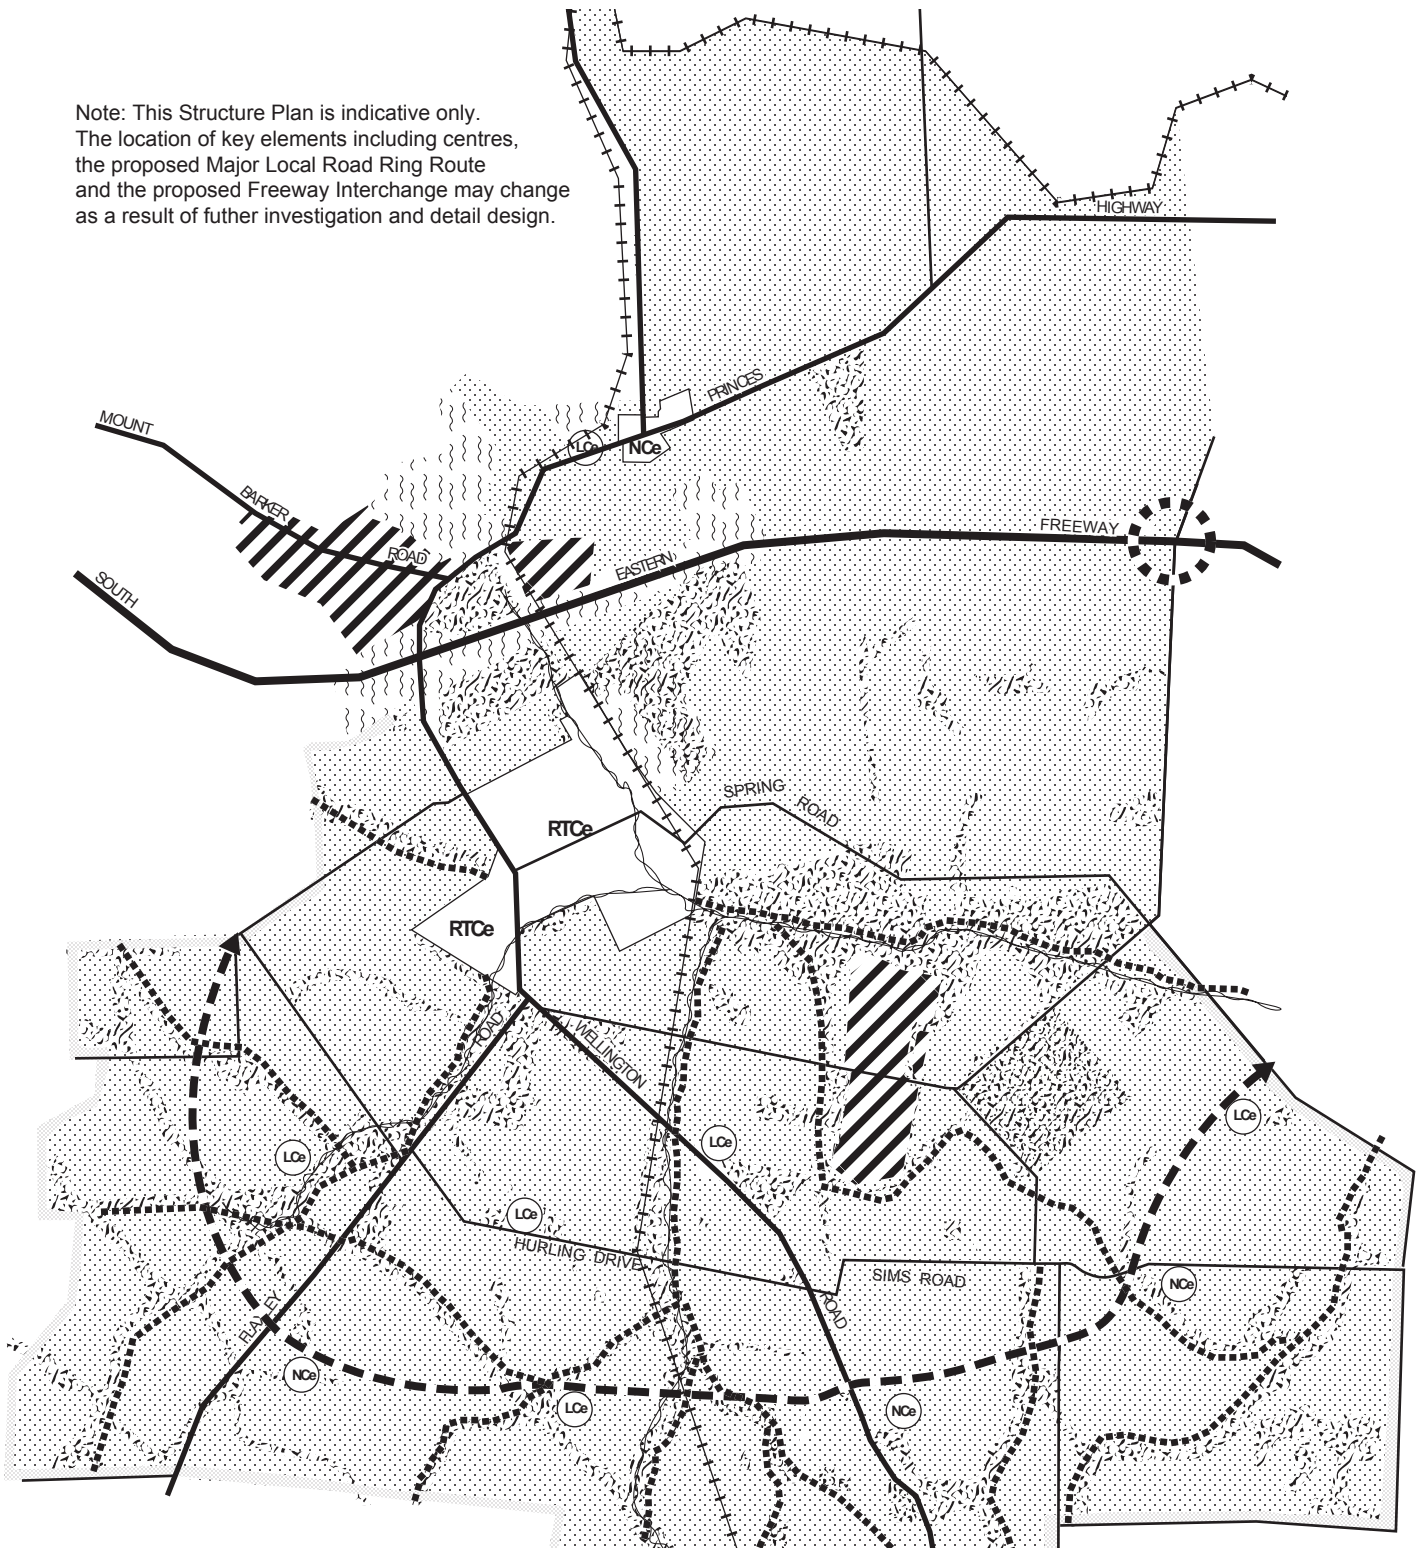 Note: This Structure Plan is indicative only.
The location of key elements including centres,
the proposed Major Local Road Ring Route
and the proposed Freeway Interchange may change
as a result of futher investigation and detail design.
HIGHWAY
PRINCES
MOUNT
LCe
NCe
BARKER
FREEWAY
ROAD
EASTERN
SOUTH
SPRING
ROAD
RTCe
RTCe
ROAD
WELLINGTON
LCe
LCe
LCe
LCe
HURLING DRIVE
SIMS ROAD
NCe
ROAD
NCe
LCe
NCe